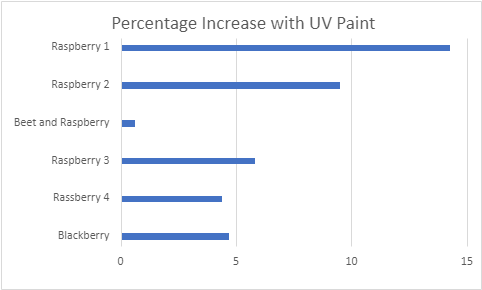 Percentage Increase with UV Paint
Raspberry 1
Raspberry 2
Beet and Raspberry
Raspberry 3
Rassberry 4
Blackberry
0 5 10 15